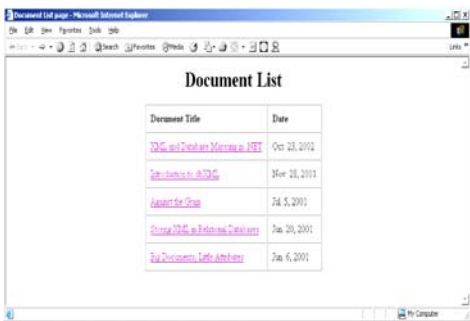 Document List page - Microsoft Internet Explorer
File Edit View Favorites Tools Help
Search Favorites Media
Links
Document List
Document Title Date
XML and Database Mapping in .NET Oct 23, 2002
Introduction to dbXML Nov 28, 2001
Against the Grain Jul 5, 2001
Storing XML in Relational Databases Jun 20, 2001
Big Documents, Little Attributes Jun 6, 2001
My Computer